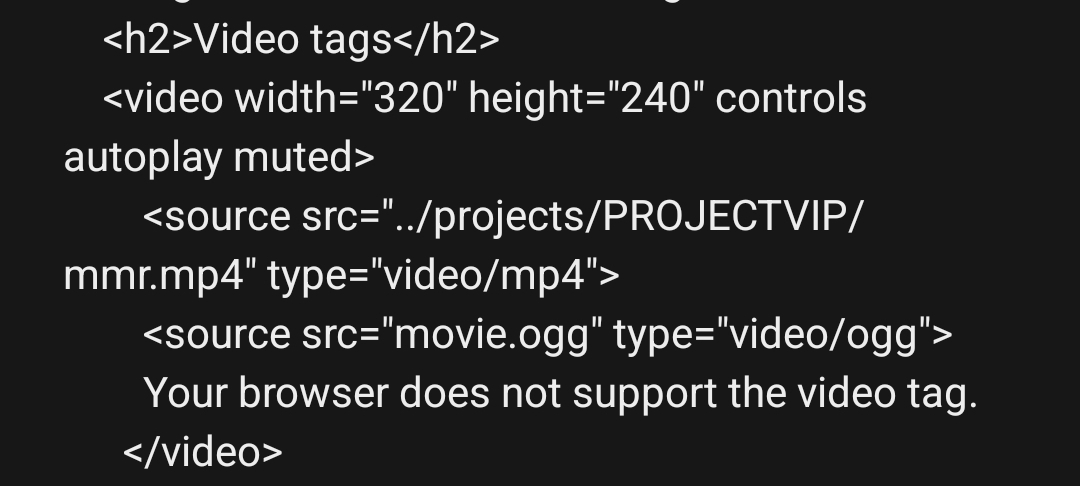 <h2>Video tags</h2>
<video width="320" height="240" controls
autoplay muted>
<source src="../projects/PROJECTVIP/
mmr.mp4" type="video/mp4">
<source src="movie.ogg" type="video/ogg">
Your browser does not support the video tag.
</video>